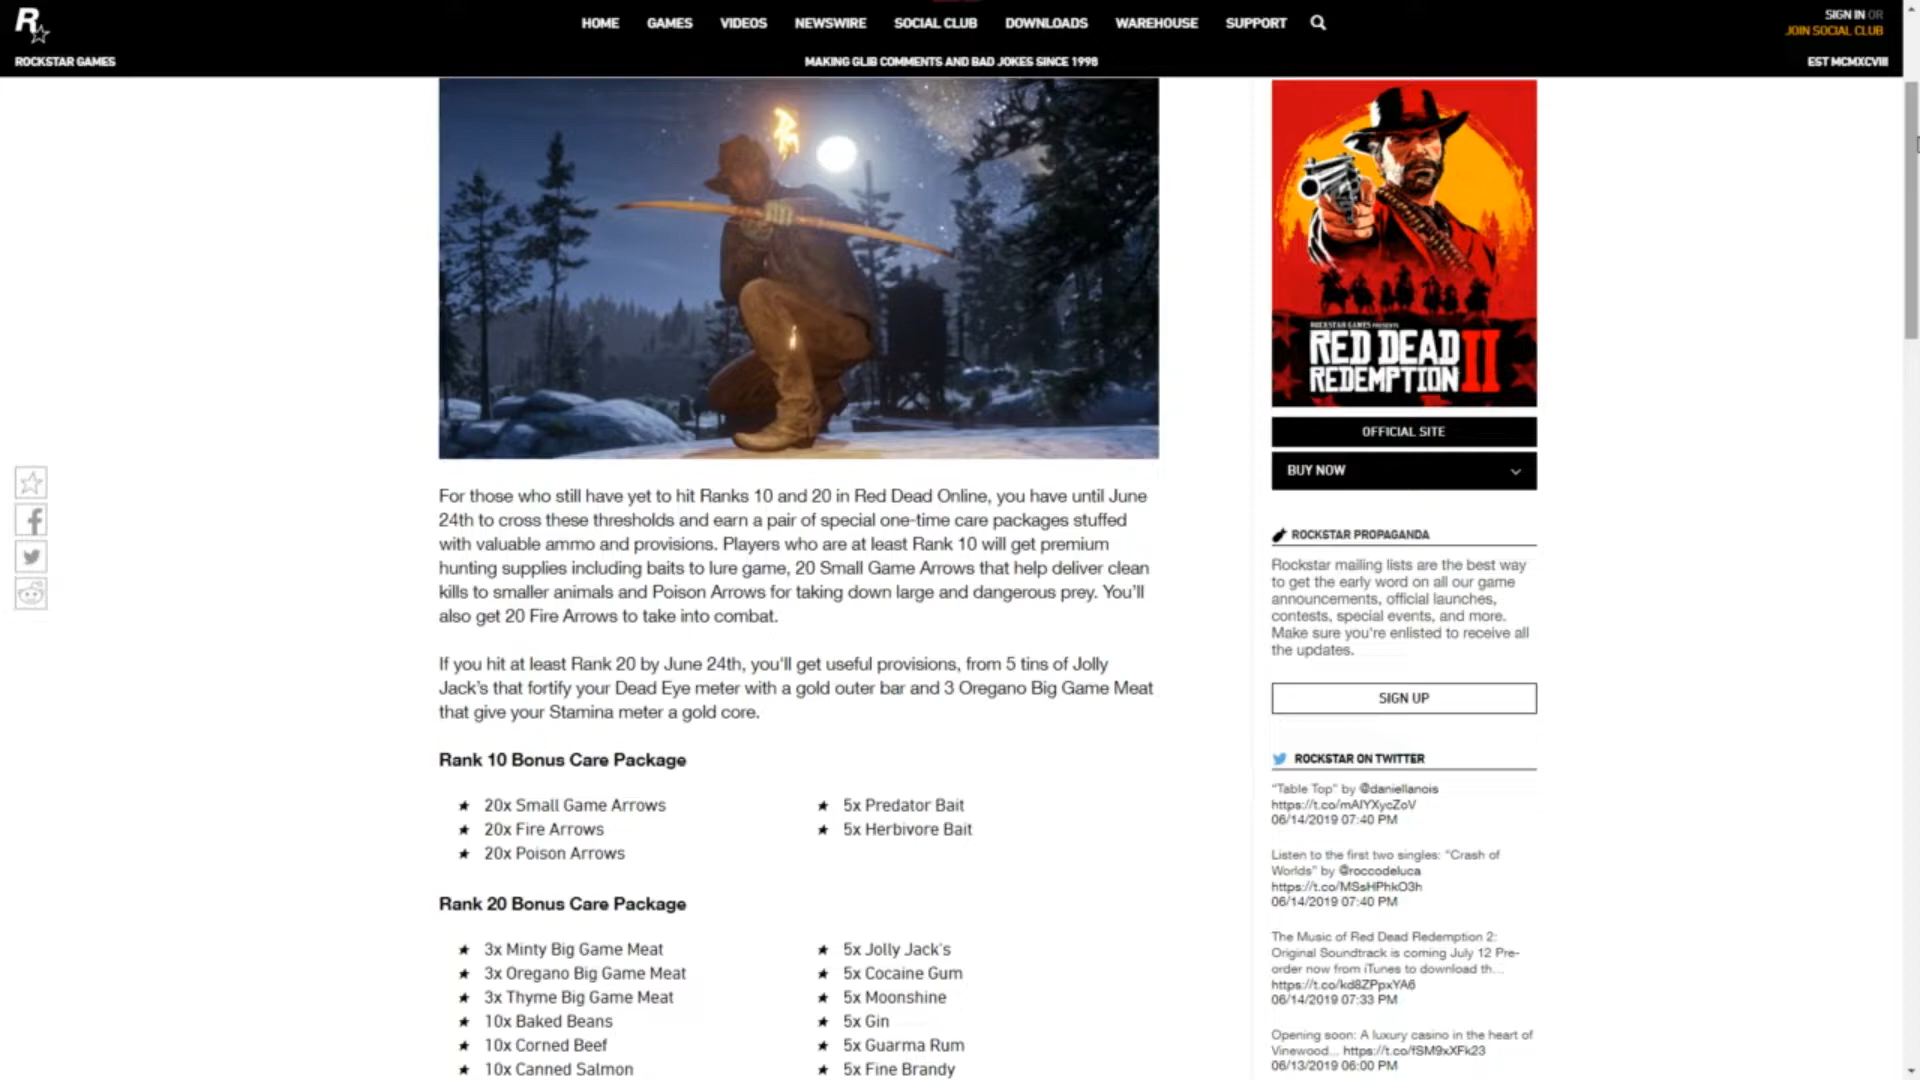 R
HOME GAMES VIDEOS NEWSWIRE SOCIAL CLUB DOWNLOADS WAREHOUSE SUPPORT
SIGN IN OR
JOIN SOCIAL CLUB
ROCKSTAR GAMES
MAKING GLIB COMMENTS AND BAD JOKES SINCE 1998
EST MCMXCVIII
For those who still have yet to hit Ranks 10 and 20 in Red Dead Online, you have until June
24th to cross these thresholds and earn a pair of special one-time care packages stuffed
with valuable ammo and provisions. Players who are at least Rank 10 will get premium
hunting supplies including baits to lure game, 20 Small Game Arrows that help deliver clean
kills to smaller animals and Poison Arrows for taking down large and dangerous prey. You'll
also get 20 Fire Arrows to take into combat.
If you hit at least Rank 20 by June 24th, you'll get useful provisions, from 5 tins of Jolly
Jack's that fortify your Dead Eye meter with a gold outer bar and 3 Oregano Big Game Meat
that give your Stamina meter a gold core.
Rank 10 Bonus Care Package
20x Small Game Arrows
20x Fire Arrows
20x Poison Arrows
5x Predator Bait
5x Herbivore Bait
Rank 20 Bonus Care Package
3x Minty Big Game Meat
3x Oregano Big Game Meat
3x Thyme Big Game Meat
10x Baked Beans
10x Corned Beef
10x Canned Salmon
5x Jolly Jack's
5x Cocaine Gum
5x Moonshine
5x Gin
5x Guarma Rum
5x Fine Brandy
ROCKSTAR GAMES PRESENTS
RED DEAD
REDEMPTION II
OFFICIAL SITE
BUY NOW
ROCKSTAR PROPAGANDA
Rockstar mailing lists are the best way
to get the early word on all our game
announcements, official launches,
contests, special events, and more.
Make sure you're enlisted to receive all
the updates.
SIGN UP
ROCKSTAR ON TWITTER
"Table Top" by @daniellanois
https://t.co/mAIYXycZoV
06/14/2019 07:40 PM
Listen to the first two singles: "Crash of
Worlds" by @roccodeluca
https://t.co/MSsHPhkO3h
06/14/2019 07:40 PM
The Music of Red Dead Redemption 2:
Original Soundtrack is coming July 12 Pre-
order now from iTunes to download th...
https://t.co/kd8ZPpxYA6
06/14/2019 07:33 PM
Opening soon: A luxury casino in the heart of
Vinewood... https://t.co/fSM9xXFk23
06/13/2019 06:00 PM